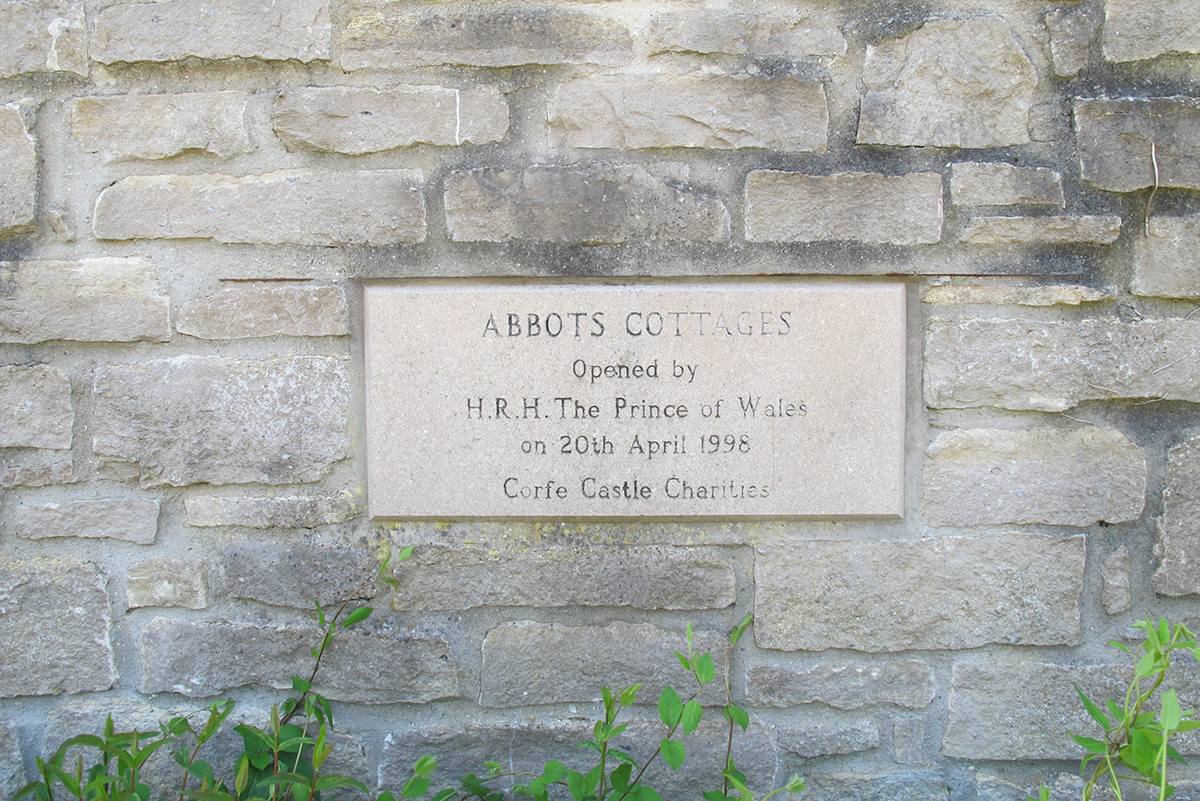 ABBOTS COTTAGES
Opened by
H.R.H. The Prince of Wales
on 20th April 1998
Corfe Castle Charities